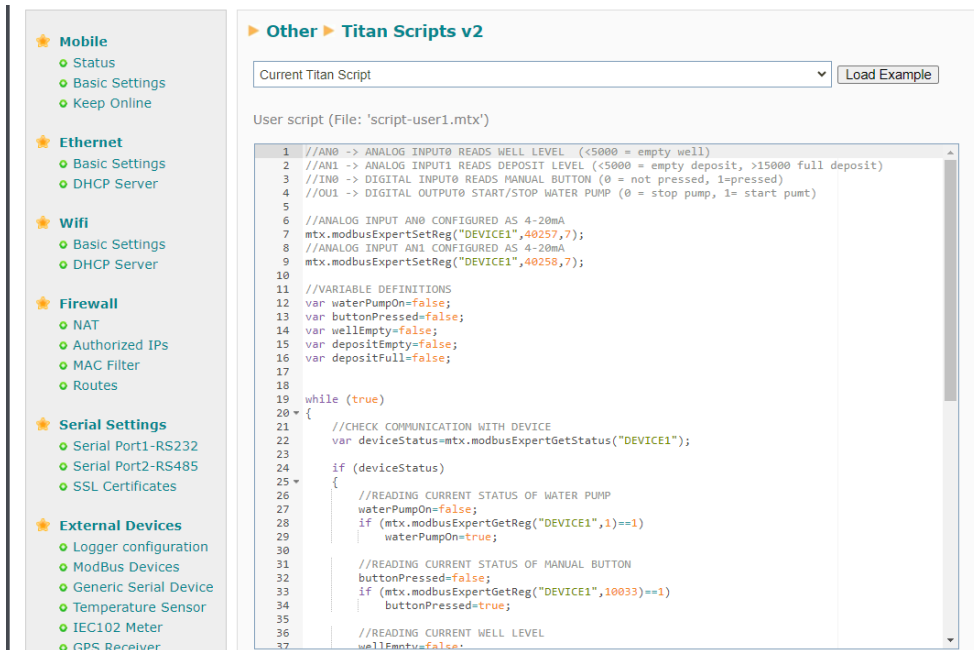 Mobile
Status
Basic Settings
Keep Online
Ethernet
Basic Settings
DHCP Server
Wifi
Basic Settings
DHCP Server
Firewall
NAT
Authorized IPs
MAC Filter
Routes
Serial Settings
Serial Port1-RS232
Serial Port2-RS485
SSL Certificates
External Devices
Logger configuration
ModBus Devices
Generic Serial Device
Temperature Sensor
IEC102 Meter
GPS Receiver
Other Titan Scripts v2
Current Titan Script Load Example
User script (File: 'script-user1.mtx')
1 //AN0 -> ANALOG INPUT0 READS WELL LEVEL (<5000 = empty well)
2 //AN1 -> ANALOG INPUT1 READS DEPOSIT LEVEL (<5000 = empty deposit, >15000 full deposit)
3 //IN0 -> DIGITAL INPUT0 READS MANUAL BUTTON (0 = not pressed, 1=pressed)
4 //OU1 -> DIGITAL OUTPUT0 START/STOP WATER PUMP (0 = stop pump, 1= start pumt)
5
6 //ANALOG INPUT AN0 CONFIGURED AS 4-20mA
7 mtx.modbusExpertSetReg("DEVICE1",40257,7);
8 //ANALOG INPUT AN1 CONFIGURED AS 4-20mA
9 mtx.modbusExpertSetReg("DEVICE1",40258,7);
10
11 //VARIABLE DEFINITIONS
12 var waterPumpOn=false;
13 var buttonPressed=false;
14 var wellEmpty=false;
15 var depositEmpty=false;
16 var depositFull=false;
17
18
19 while (true)
20 {
21 //CHECK COMMUNICATION WITH DEVICE
22 var deviceStatus=mtx.modbusExpertGetStatus("DEVICE1");
23
24 if (deviceStatus)
25 {
26 //READING CURRENT STATUS OF WATER PUMP
27 waterPumpOn=false;
28 if (mtx.modbusExpertGetReg("DEVICE1",1)==1)
29 waterPumpOn=true;
30
31 //READING CURRENT STATUS OF MANUAL BUTTON
32 buttonPressed=false;
33 if (mtx.modbusExpertGetReg("DEVICE1",10033)==1)
34 buttonPressed=true;
35
36 //READING CURRENT WELL LEVEL
37 wellEmpty=false;